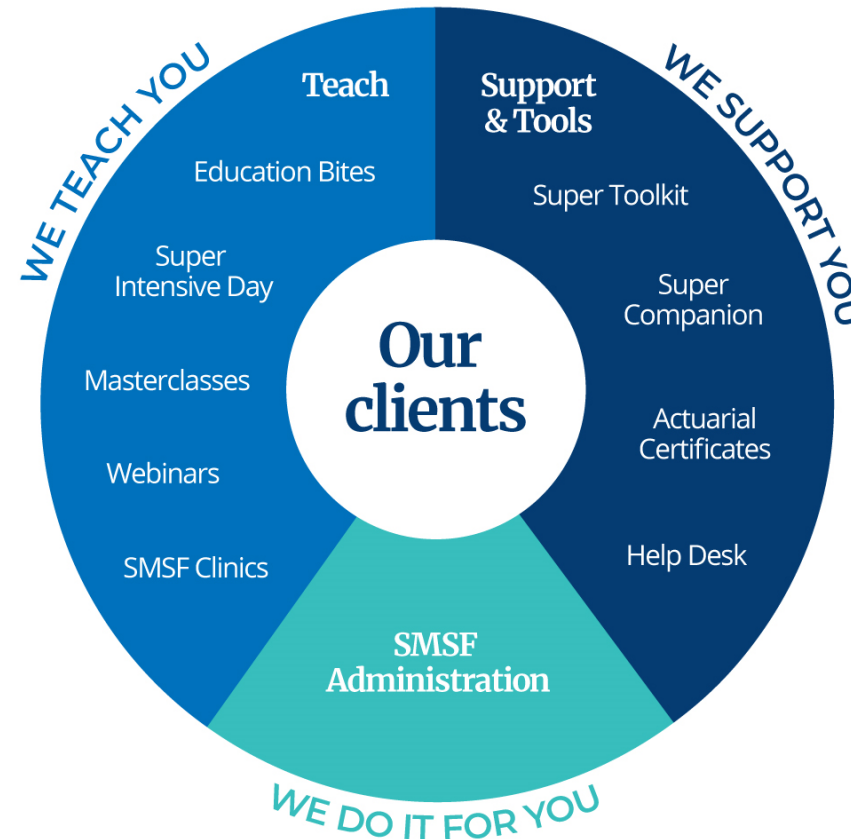 WE TEACH YOU
Teach
Education Bites
Super
Intensive Day
Masterclasses
Webinars
SMSF Clinics
WE SUPPORT YOU
Support
& Tools
Super Toolkit
Super
Companion
Actuarial
Certificates
Help Desk
Our
clients
SMSF
Administration
WE DO IT FOR YOU